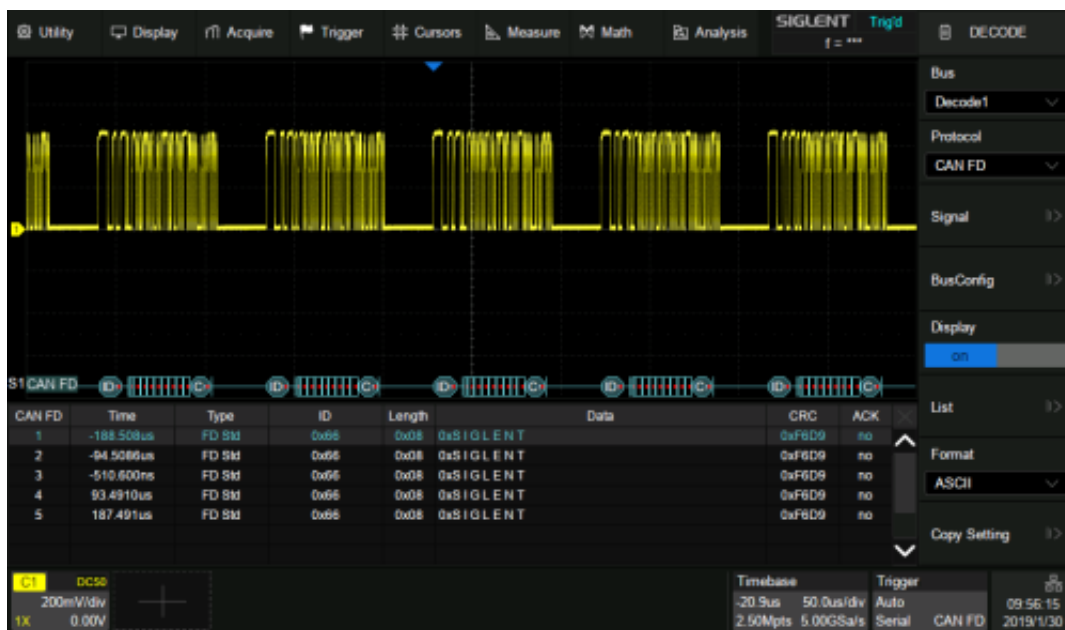 Utility Display Acquire Trigger Cursors Measure Math Analysis SIGLENT Trig'd DECODE
f = ***
Bus
Decode1
Protocol
CAN FD
Signal
BusConfig
Display
on
List
Format
ASCII
Copy Setting
1
S1 CAN FD ID C ID C ID C ID C ID C
CAN FD Time Type ID Length Data CRC ACK
1 -188.508us FD Std 0x66 0x08 0xSIGLENT 0xF6D9 no
2 -94.5086us FD Std 0x66 0x08 0xSIGLENT 0xF6D9 no
3 -510.600ns FD Std 0x66 0x08 0xSIGLENT 0xF6D9 no
4 93.4910us FD Std 0x66 0x08 0xSIGLENT 0xF6D9 no
5 187.491us FD Std 0x66 0x08 0xSIGLENT 0xF6D9 no
C1 DC50
200mV/div
1X 0.00V
Timebase
-20.9us 50.0us/div
2.50Mpts 5.00GSa/s
Trigger
Auto
Serial CAN FD
09:56:15
2019/1/30